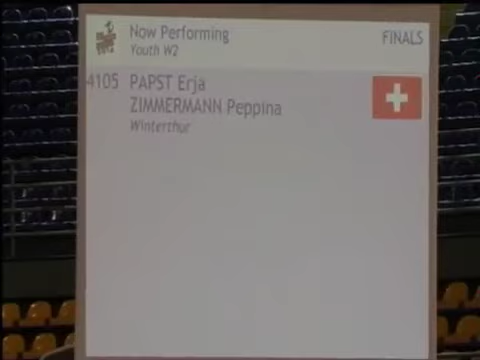 Now Performing
FINALS
Youth W2
4105 PAPST Erja
ZIMMERMANN Peppina
Winterthur